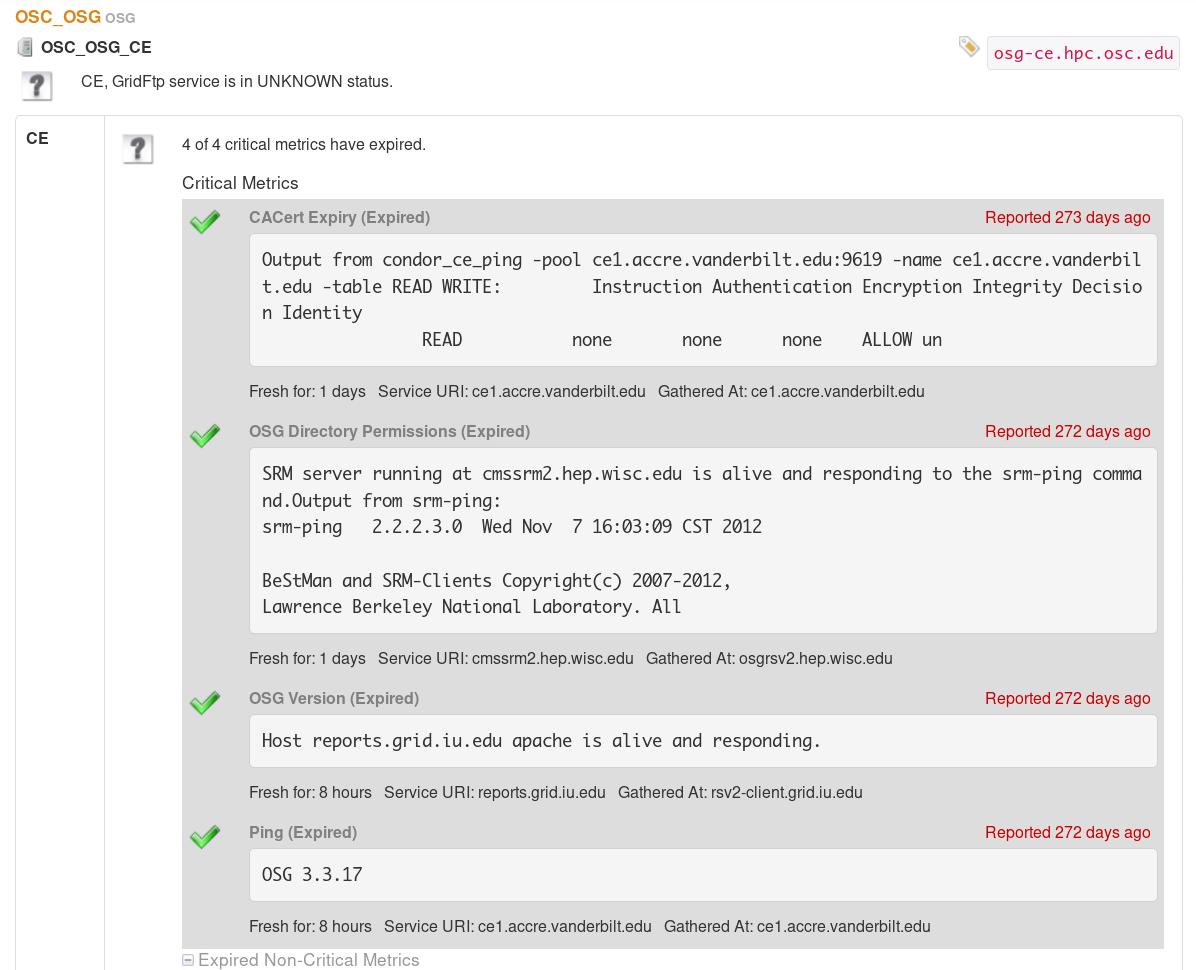 OSC_OSG OSG
OSC_OSG_CE
osg-ce.hpc.osc.edu
CE, GridFtp service is in UNKNOWN status.
CE
4 of 4 critical metrics have expired.
Critical Metrics
CACert Expiry (Expired) Reported 273 days ago
Output from condor_ce_ping -pool ce1.accre.vanderbilt.edu:9619 -name ce1.accre.vanderbil
t.edu -table READ WRITE:         Instruction Authentication Encryption Integrity Decisio
n Identity
                READ           none       none      none    ALLOW un
Fresh for: 1 days   Service URI: ce1.accre.vanderbilt.edu   Gathered At: ce1.accre.vanderbilt.edu
OSG Directory Permissions (Expired) Reported 272 days ago
SRM server running at cmssrm2.hep.wisc.edu is alive and responding to the srm-ping comma
nd.Output from srm-ping:
srm-ping   2.2.2.3.0  Wed Nov  7 16:03:09 CST 2012
BeStMan and SRM-Clients Copyright(c) 2007-2012,
Lawrence Berkeley National Laboratory. All
Fresh for: 1 days   Service URI: cmssrm2.hep.wisc.edu   Gathered At: osgrsv2.hep.wisc.edu
OSG Version (Expired) Reported 272 days ago
Host reports.grid.iu.edu apache is alive and responding.
Fresh for: 8 hours   Service URI: reports.grid.iu.edu   Gathered At: rsv2-client.grid.iu.edu
Ping (Expired) Reported 272 days ago
OSG 3.3.17
Fresh for: 8 hours   Service URI: ce1.accre.vanderbilt.edu   Gathered At: ce1.accre.vanderbilt.edu
Expired Non-Critical Metrics